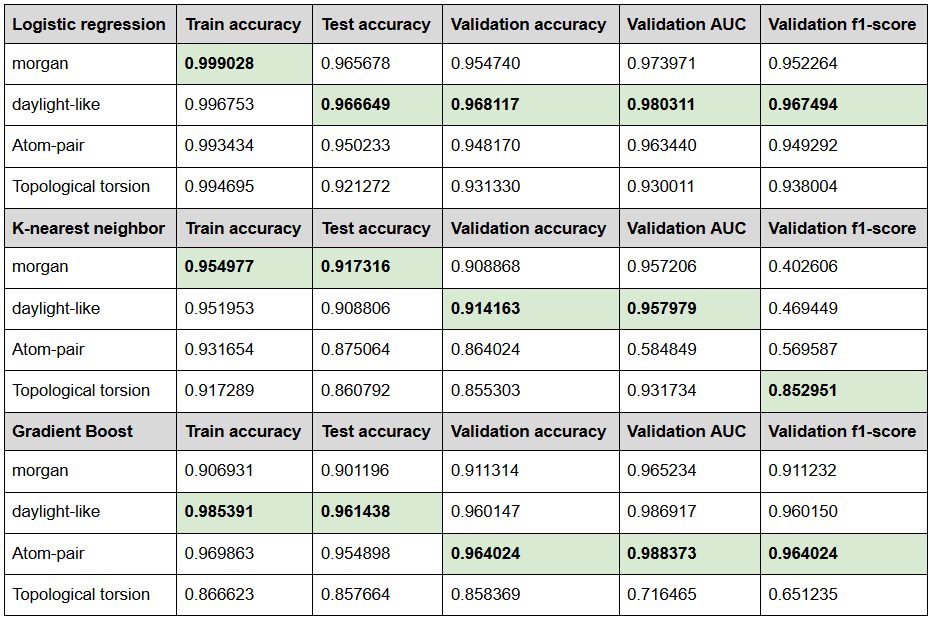 Logistic regression Train accuracy Test accuracy Validation accuracy Validation AUC Validation f1-score
morgan 0.999028 0.965678 0.954740 0.973971 0.952264
daylight-like 0.996753 0.966649 0.968117 0.980311 0.967494
Atom-pair 0.993434 0.950233 0.948170 0.963440 0.949292
Topological torsion 0.994695 0.921272 0.931330 0.930011 0.938004
K-nearest neighbor Train accuracy Test accuracy Validation accuracy Validation AUC Validation f1-score
morgan 0.954977 0.917316 0.908868 0.957206 0.402606
daylight-like 0.951953 0.908806 0.914163 0.957979 0.469449
Atom-pair 0.931654 0.875064 0.864024 0.584849 0.569587
Topological torsion 0.917289 0.860792 0.855303 0.931734 0.852951
Gradient Boost Train accuracy Test accuracy Validation accuracy Validation AUC Validation f1-score
morgan 0.906931 0.901196 0.911314 0.965234 0.911232
daylight-like 0.985391 0.961438 0.960147 0.986917 0.960150
Atom-pair 0.969863 0.954898 0.964024 0.988373 0.964024
Topological torsion 0.866623 0.857664 0.858369 0.716465 0.651235